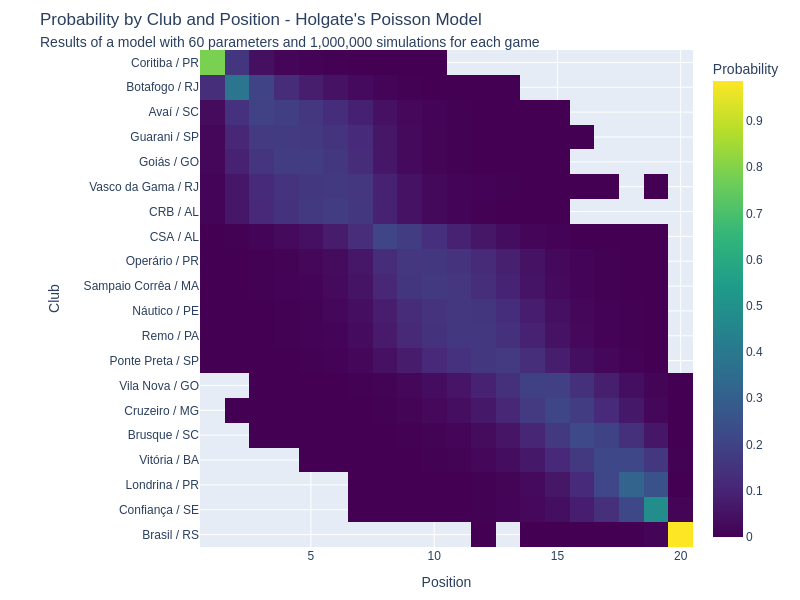 Probability by Club and Position - Holgate's Poisson Model
Results of a model with 60 parameters and 1,000,000 simulations for each game
Probability
Club
Coritiba / PR
Botafogo / RJ
Avaí / SC
Guarani / SP
Goiás / GO
Vasco da Gama / RJ
CRB / AL
CSA / AL
Operário / PR
Sampaio Corrêa / MA
Náutico / PE
Remo / PA
Ponte Preta / SP
Vila Nova / GO
Cruzeiro / MG
Brusque / SC
Vitória / BA
Londrina / PR
Confiança / SE
Brasil / RS
5
10
15
20
Position
0.9
0.8
0.7
0.6
0.5
0.4
0.3
0.2
0.1
0